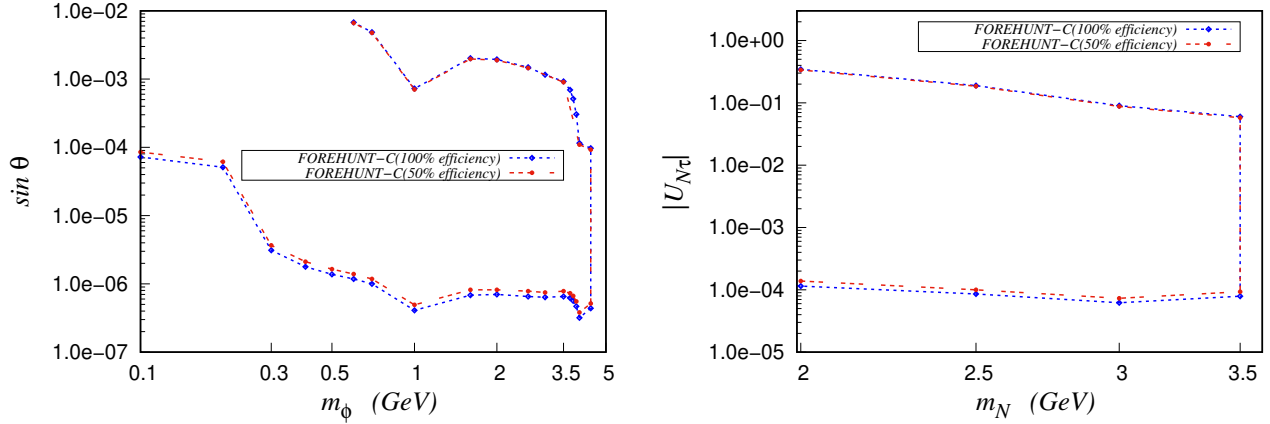 1.0e-02
1.0e-03
1.0e-04
1.0e-05
1.0e-06
1.0e-07
sin θ
FOREHUNT-C(100% efficiency)
FOREHUNT-C(50% efficiency)
0.1 0.3 0.5 1 2 3.5 5
mϕ (GeV)
1.0e+00
1.0e-01
1.0e-02
1.0e-03
1.0e-04
1.0e-05
|UNτ|
FOREHUNT-C(100% efficiency)
FOREHUNT-C(50% efficiency)
2 2.5 3 3.5
mN (GeV)